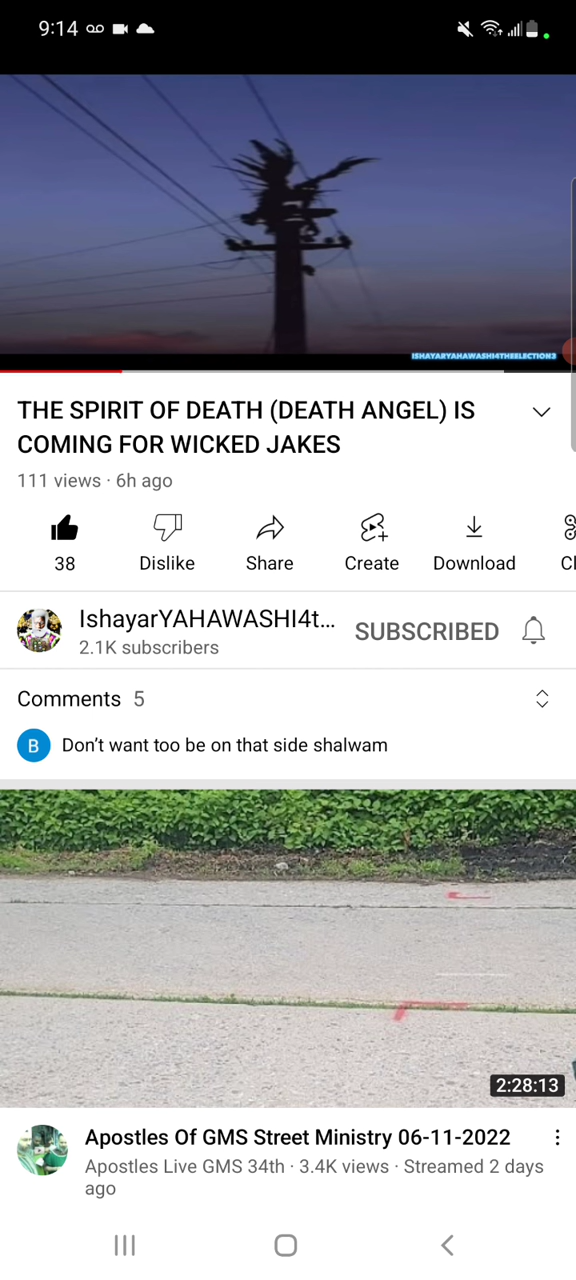 9:14
ISHAYARYAHAWASHI4THEELECTION3
THE SPIRIT OF DEATH (DEATH ANGEL) IS
COMING FOR WICKED JAKES
111 views · 6h ago
38 Dislike Share Create Download Cl
IshayarYAHAWASHI4t...
SUBSCRIBED
2.1K subscribers
Comments 5
B Don't want too be on that side shalwam
2:28:13
Apostles Of GMS Street Ministry 06-11-2022
Apostles Live GMS 34th · 3.4K views · Streamed 2 days
ago